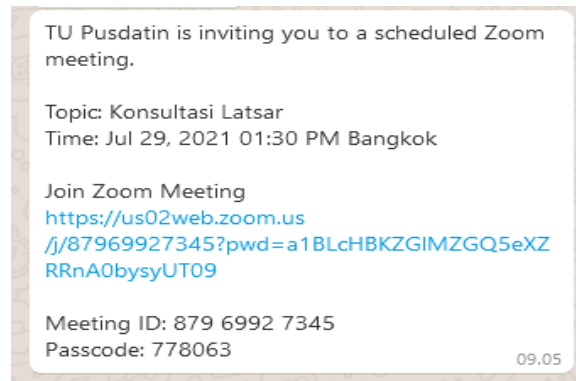 TU Pusdatin is inviting you to a scheduled Zoom
meeting.
Topic: Konsultasi Latsar
Time: Jul 29, 2021 01:30 PM Bangkok
Join Zoom Meeting
https://us02web.zoom.us
/j/87969927345?pwd=a1BLcHBKZGlMZGQ5eXZ
RRnA0bysyUT09
Meeting ID: 879 6992 7345
Passcode: 778063
09.05